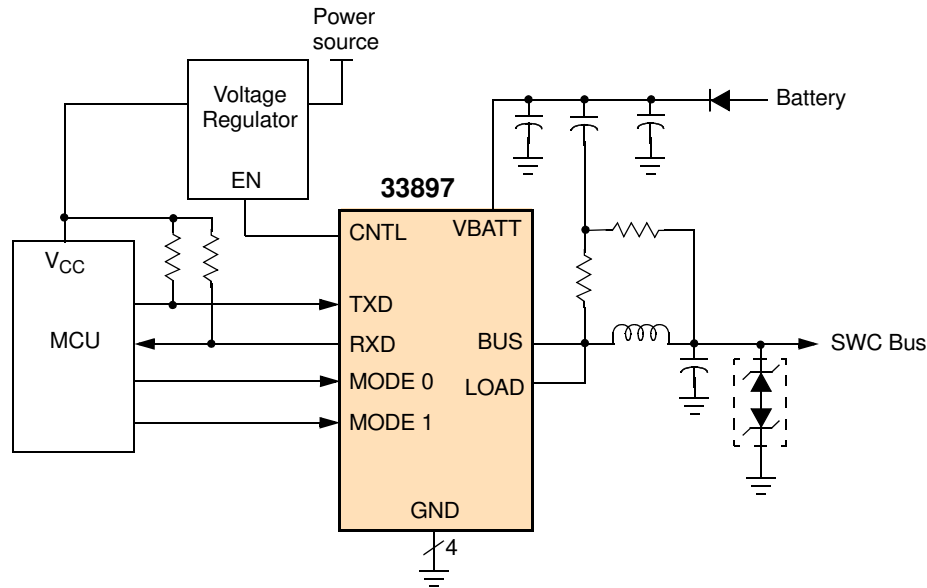 Power
source
Voltage
Regulator
EN
Battery
33897
CNTL
VBATT
VCC
MCU
TXD
RXD
MODE 0
MODE 1
BUS
LOAD
SWC Bus
GND
4